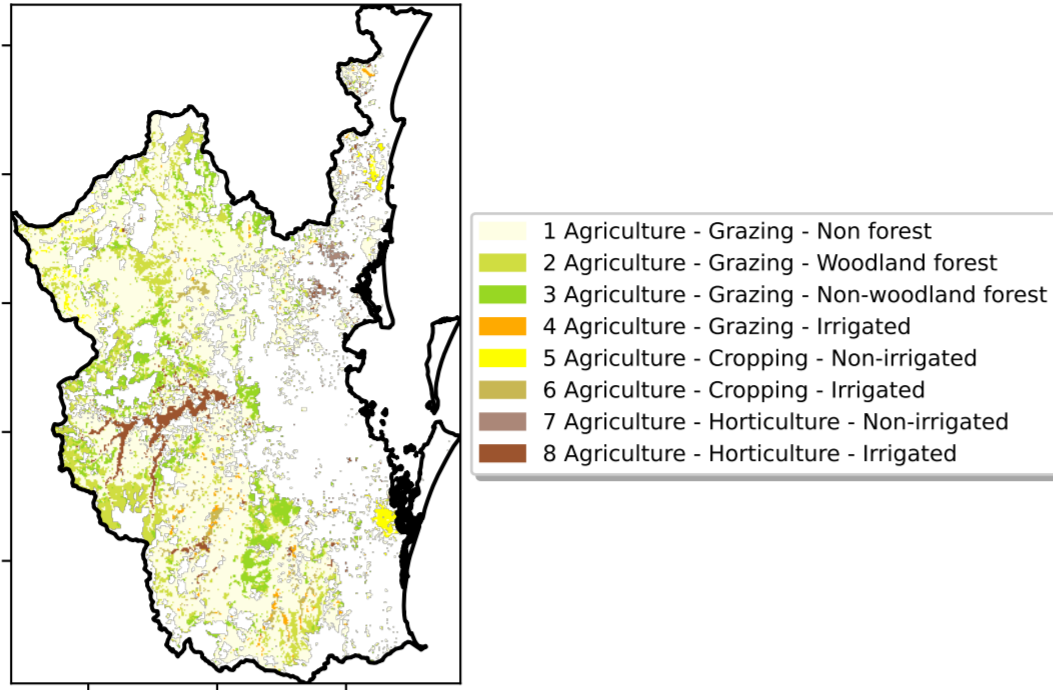 1 Agriculture - Grazing - Non forest
2 Agriculture - Grazing - Woodland forest
3 Agriculture - Grazing - Non-woodland forest
4 Agriculture - Grazing - Irrigated
5 Agriculture - Cropping - Non-irrigated
6 Agriculture - Cropping - Irrigated
7 Agriculture - Horticulture - Non-irrigated
8 Agriculture - Horticulture - Irrigated